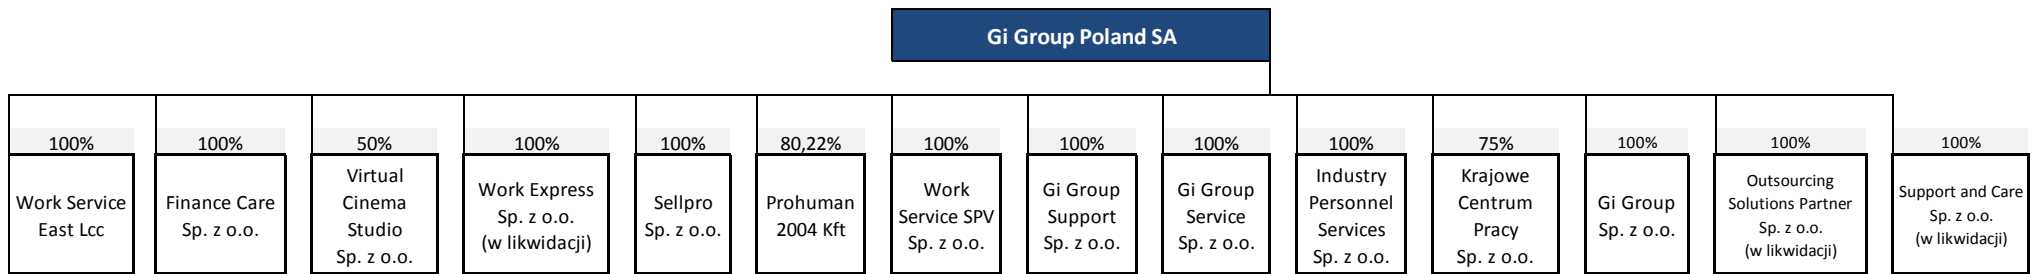 Gi Group Poland SA
100%
100%
50%
100%
100%
80,22%
100%
100%
100%
100%
75%
100%
100%
100%
Work Service
East Lcc
Finance Care
Sp. z o.o.
Virtual
Cinema
Studio
Sp. z o.o.
Work Express
Sp. z o.o.
(w likwidacji)
Sellpro
Sp. z o.o.
Prohuman
2004 Kft
Work
Service SPV
Sp. z o.o.
Gi Group
Support
Sp. z o.o.
Gi Group
Service
Sp. z o.o.
Industry
Personnel
Services
Sp. z o.o.
Krajowe
Centrum
Pracy
Sp. z o.o.
Gi Group
Sp. z o.o.
Outsourcing
Solutions Partner
Sp. z o.o.
(w likwidacji)
Support and Care
Sp. z o.o.
(w likwidacji)